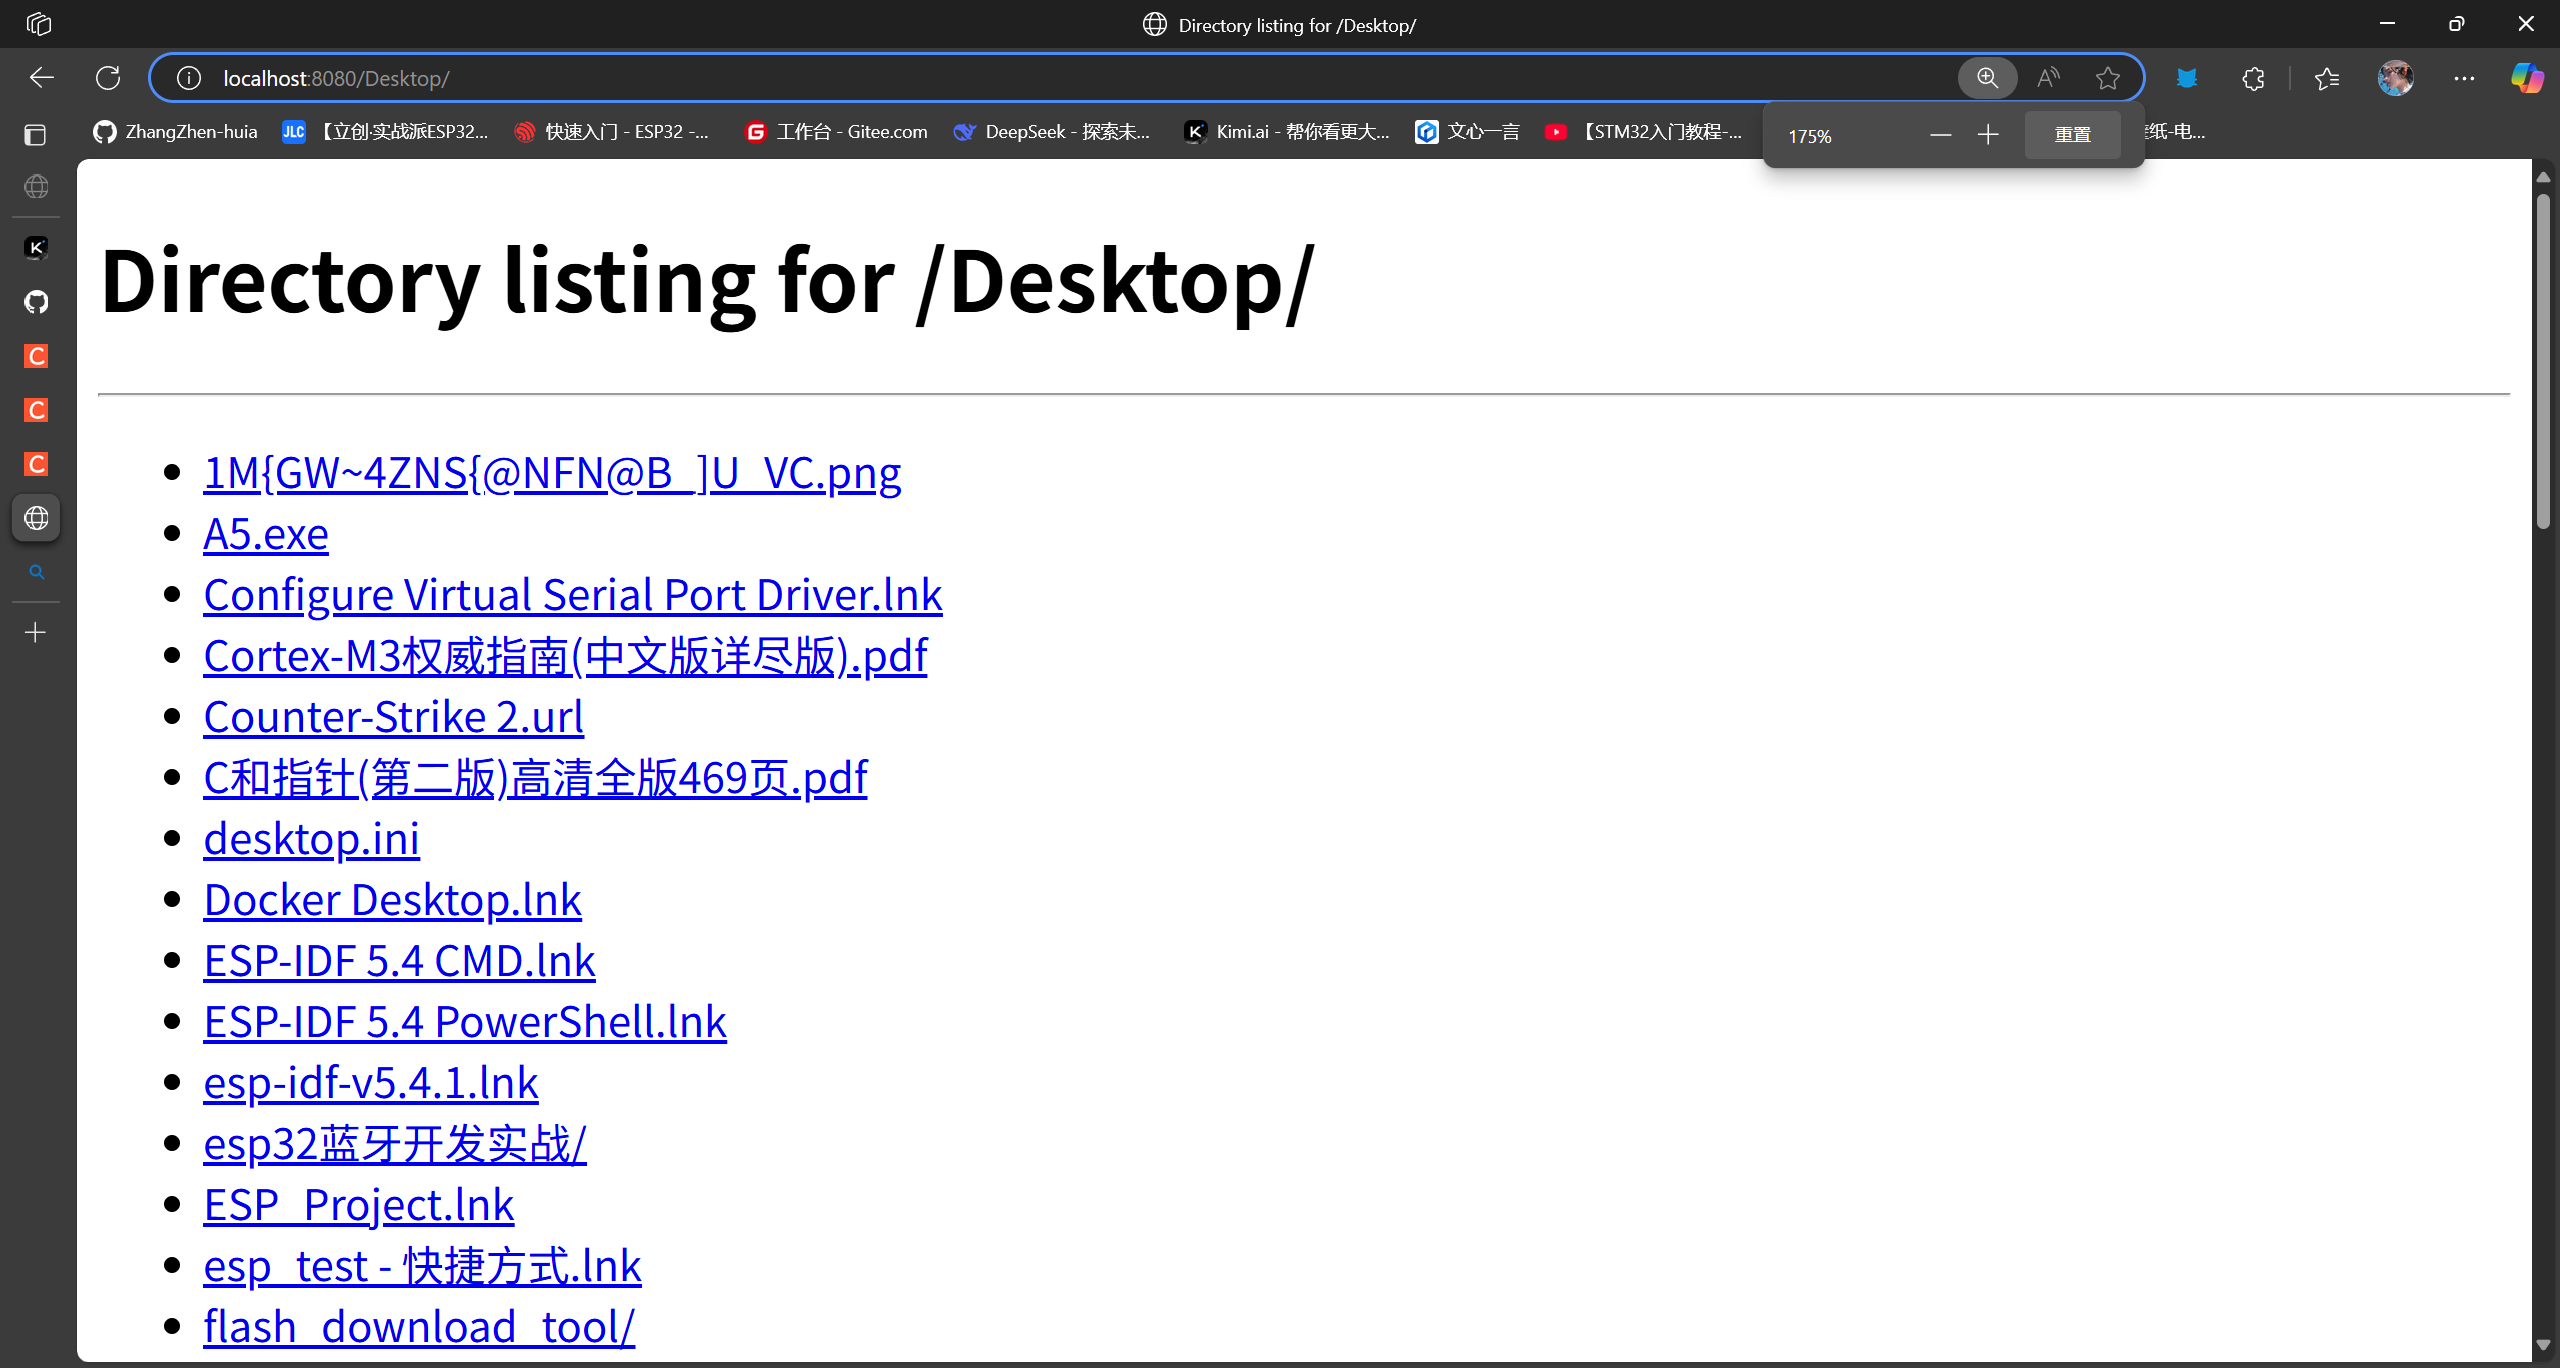 Directory listing for /Desktop/
localhost:8080/Desktop/
ZhangZhen-huia
JLC 【立创·实战派ESP32...
快速入门 - ESP32 -...
G 工作台 - Gitee.com
DeepSeek - 探索未...
K Kimi.ai - 帮你看更大...
文心一言
【STM32入门教程-...
纸-电...
175%
重置
Directory listing for /Desktop/
1M{GW~4ZNS{@NFN@B_]U_VC.png
A5.exe
Configure Virtual Serial Port Driver.lnk
Cortex-M3权威指南(中文版详尽版).pdf
Counter-Strike 2.url
C和指针(第二版)高清全版469页.pdf
desktop.ini
Docker Desktop.lnk
ESP-IDF 5.4 CMD.lnk
ESP-IDF 5.4 PowerShell.lnk
esp-idf-v5.4.1.lnk
esp32蓝牙开发实战/
ESP_Project.lnk
esp_test - 快捷方式.lnk
flash_download_tool/